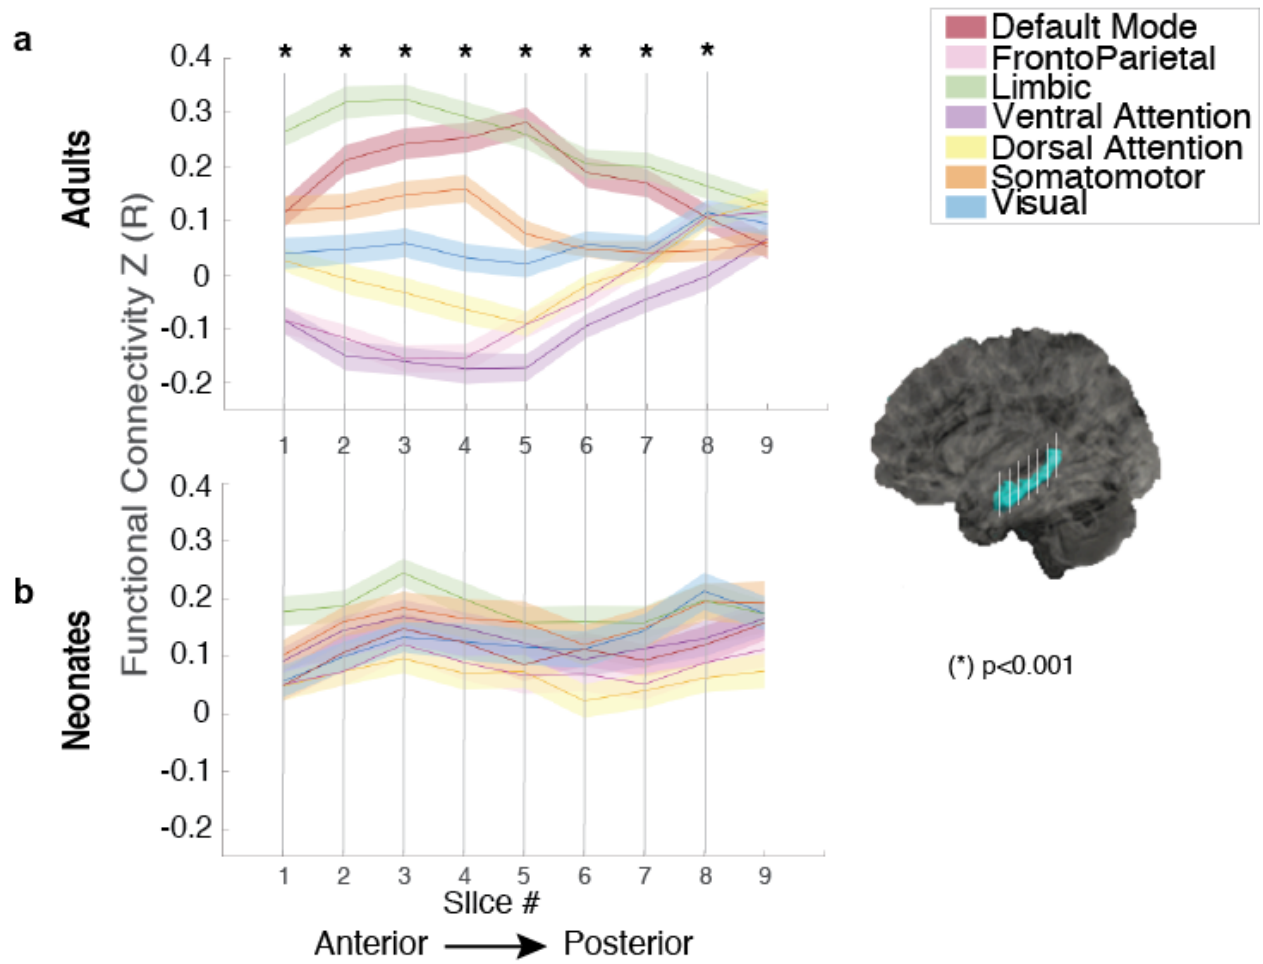 a
Adults
Functional Connectivity Z (R)
* * * * * * * *
0.4
0.3
0.2
0.1
0
-0.1
-0.2
1 2 3 4 5 6 7 8 9
Default Mode
FrontoParietal
Limbic
Ventral Attention
Dorsal Attention
Somatomotor
Visual
b
Neonates
0.4
0.3
0.2
0.1
0
-0.1
-0.2
1 2 3 4 5 6 7 8 9
Slice #
Anterior Posterior
(*) p<0.001